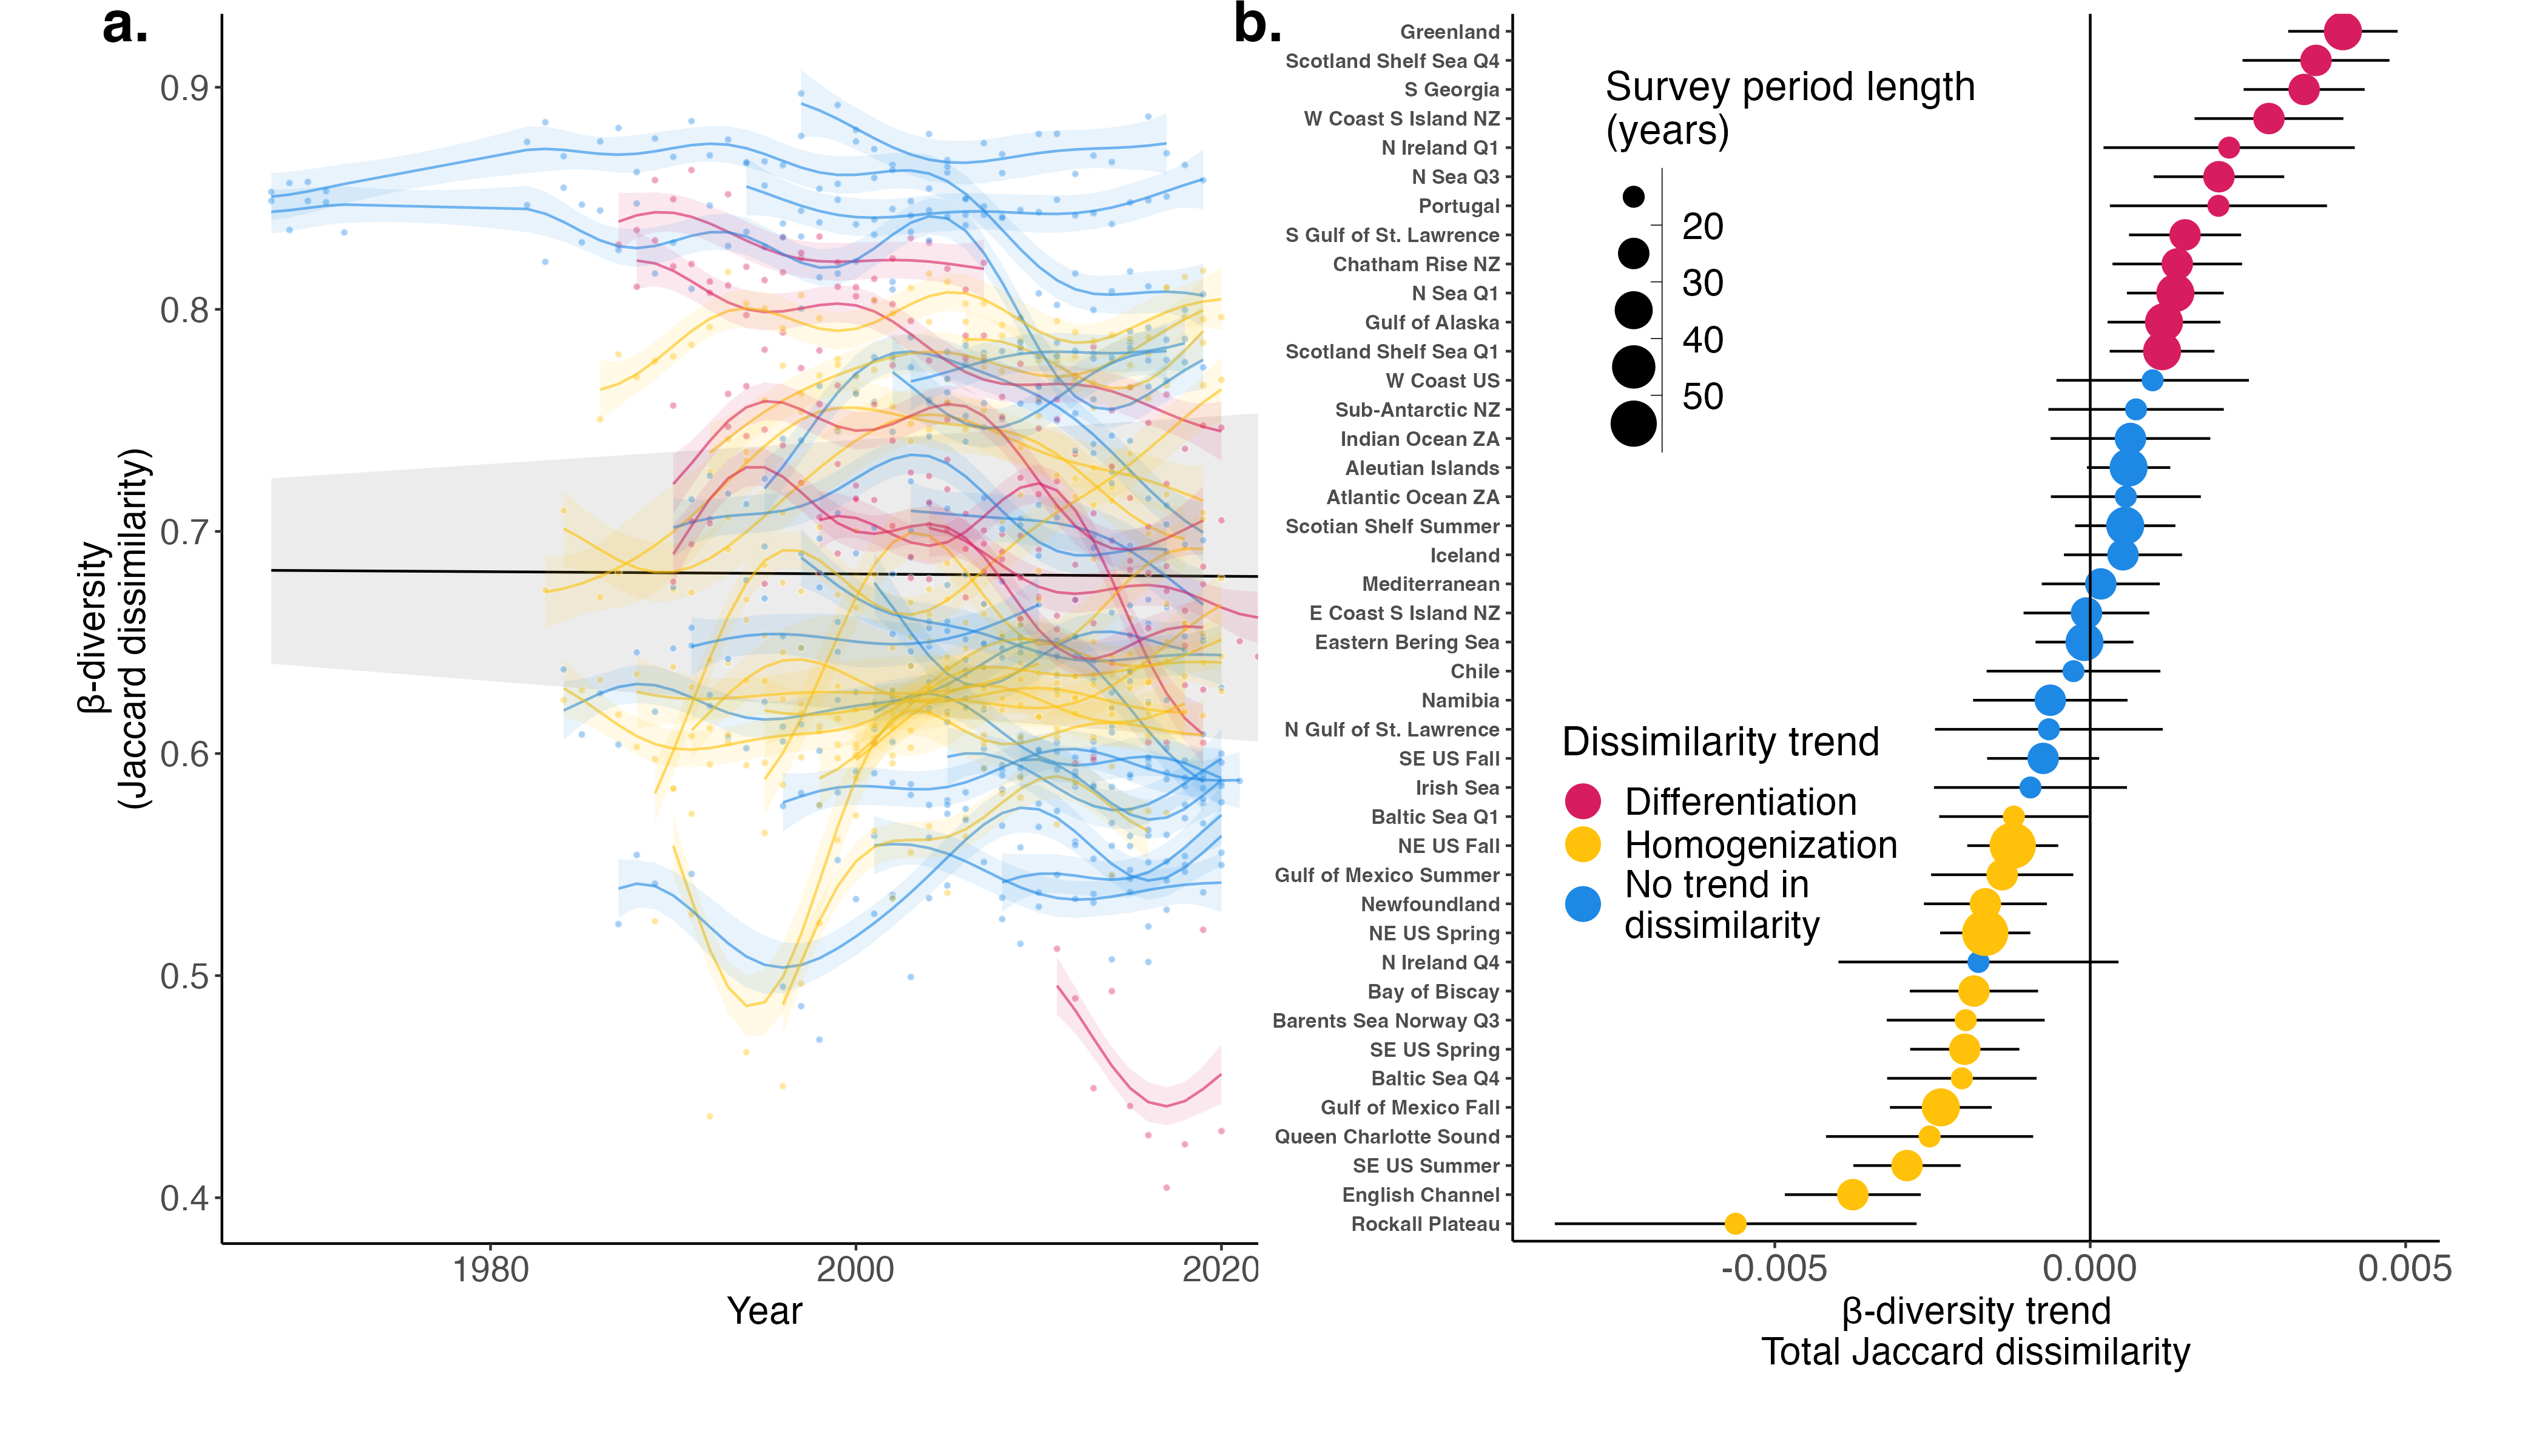 a.
0.9
0.8
0.7
0.6
0.5
0.4
β-diversity
(Jaccard dissimilarity)
1980
2000
2020
Year
b.
Greenland
Scotland Shelf Sea Q4
S Georgia
W Coast S Island NZ
N Ireland Q1
N Sea Q3
Portugal
S Gulf of St. Lawrence
Chatham Rise NZ
N Sea Q1
Gulf of Alaska
Scotland Shelf Sea Q1
W Coast US
Sub-Antarctic NZ
Indian Ocean ZA
Aleutian Islands
Atlantic Ocean ZA
Scotian Shelf Summer
Iceland
Mediterranean
E Coast S Island NZ
Eastern Bering Sea
Chile
Namibia
N Gulf of St. Lawrence
SE US Fall
Irish Sea
Baltic Sea Q1
NE US Fall
Gulf of Mexico Summer
Newfoundland
NE US Spring
N Ireland Q4
Bay of Biscay
Barents Sea Norway Q3
SE US Spring
Baltic Sea Q4
Gulf of Mexico Fall
Queen Charlotte Sound
SE US Summer
English Channel
Rockall Plateau
Survey period length
(years)
20
30
40
50
Dissimilarity trend
Differentiation
Homogenization
No trend in
dissimilarity
-0.005
0.000
0.005
β-diversity trend
Total Jaccard dissimilarity